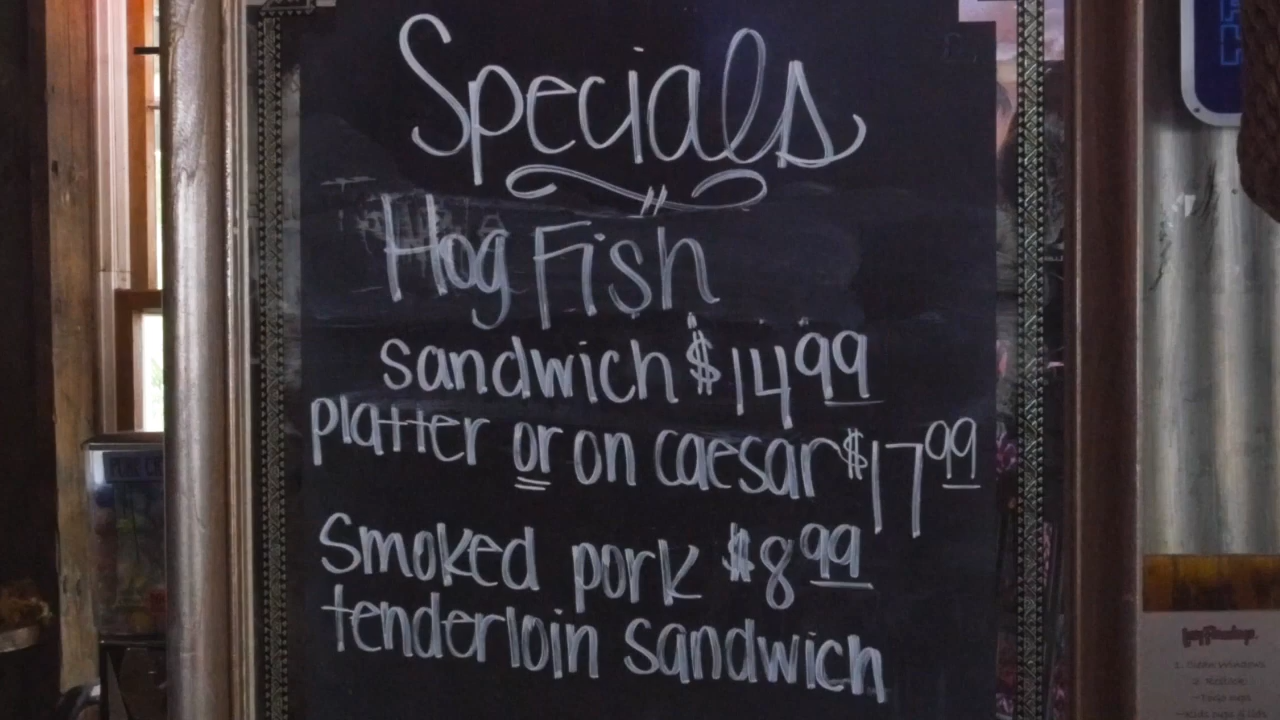 Specials
Hog Fish
sandwich $14.99
platter or on caesar $17.99
Smoked pork $8.99
tenderloin sandwich